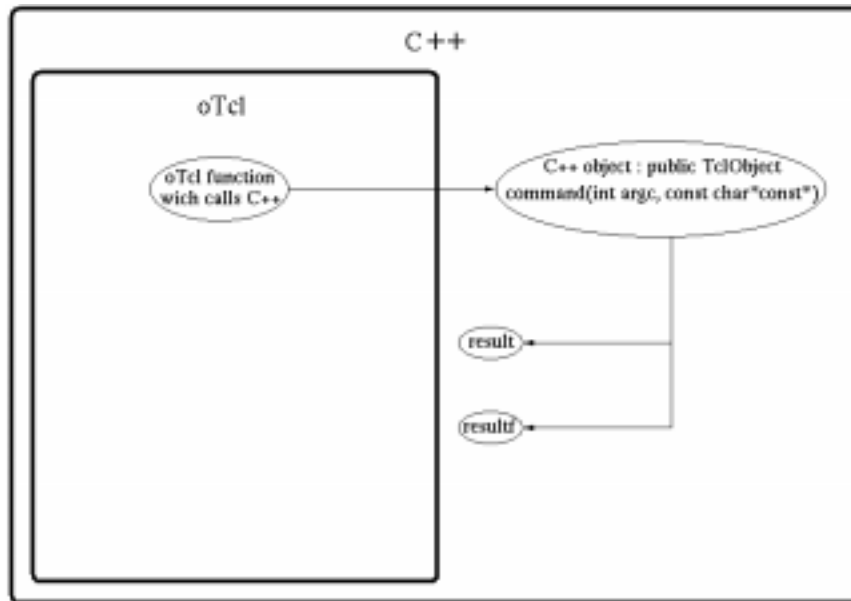 C++
oTcl
oTcl function
wich calls C++
C++ object : public TclObject
command(int argc, const char*const*)
result
resultf